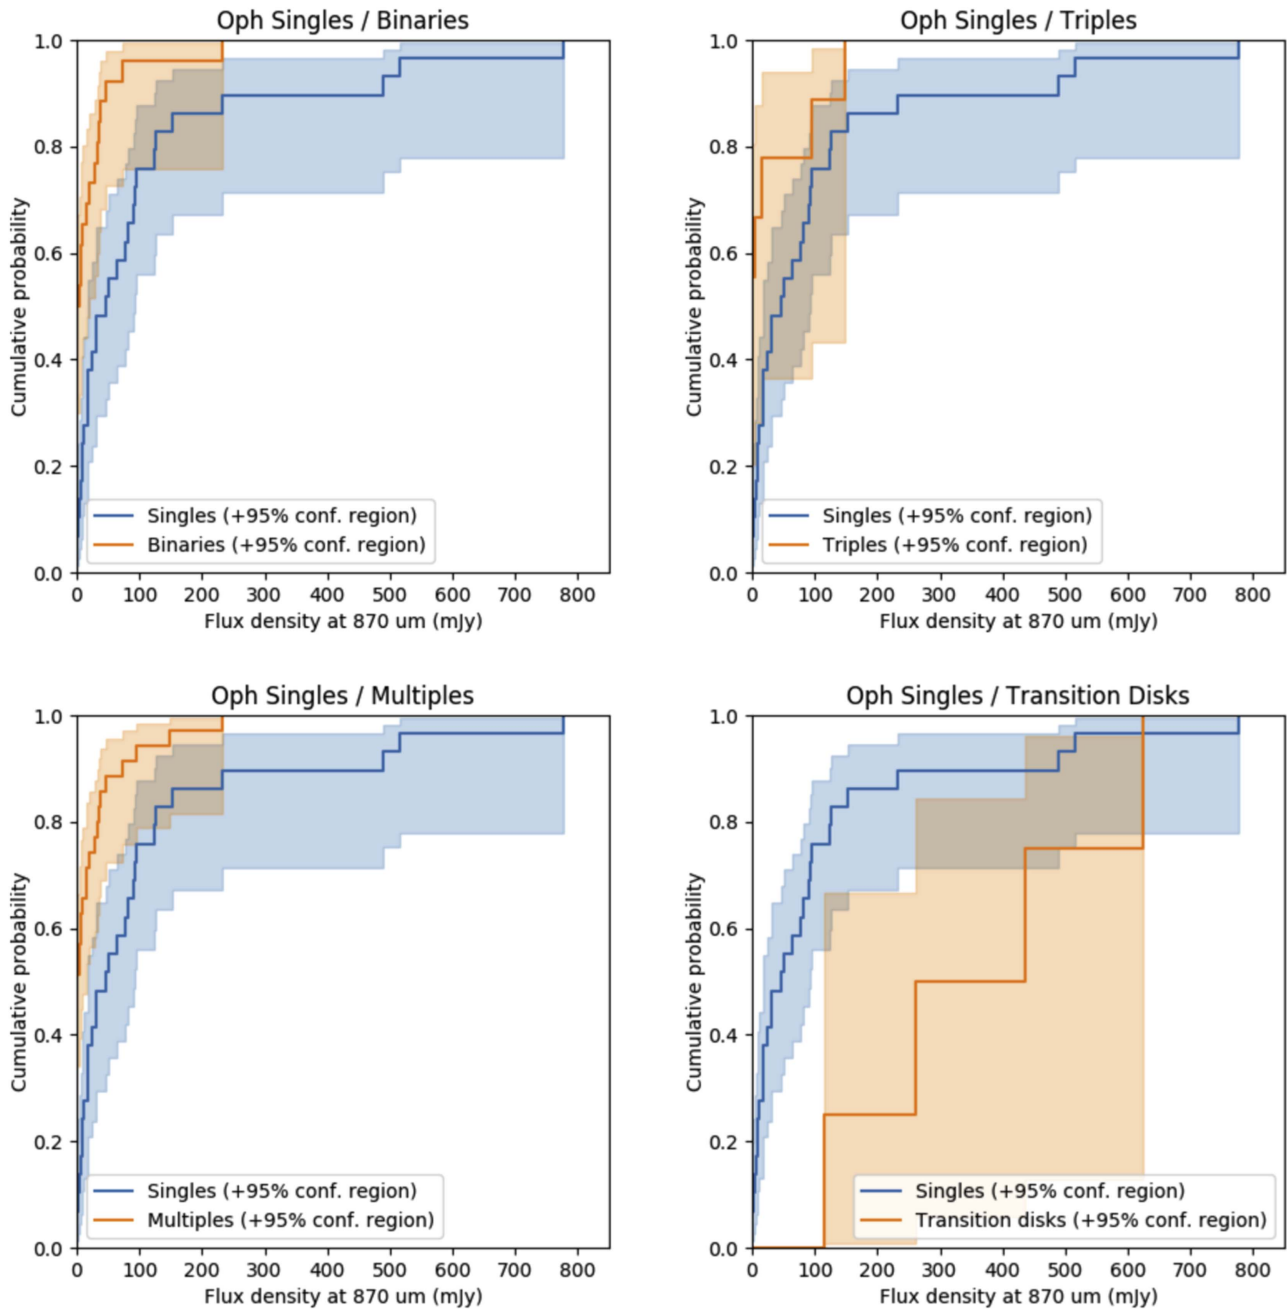 Oph Singles / Binaries
Cumulative probability
1.0
0.8
0.6
0.4
0.2
0.0
Singles (+95% conf. region)
Binaries (+95% conf. region)
0 100 200 300 400 500 600 700 800
Flux density at 870 um (mJy)
Oph Singles / Triples
Cumulative probability
1.0
0.8
0.6
0.4
0.2
0.0
Singles (+95% conf. region)
Triples (+95% conf. region)
0 100 200 300 400 500 600 700 800
Flux density at 870 um (mJy)
Oph Singles / Multiples
Cumulative probability
1.0
0.8
0.6
0.4
0.2
0.0
Singles (+95% conf. region)
Multiples (+95% conf. region)
0 100 200 300 400 500 600 700 800
Flux density at 870 um (mJy)
Oph Singles / Transition Disks
Cumulative probability
1.0
0.8
0.6
0.4
0.2
0.0
Singles (+95% conf. region)
Transition disks (+95% conf. region)
0 100 200 300 400 500 600 700 800
Flux density at 870 um (mJy)